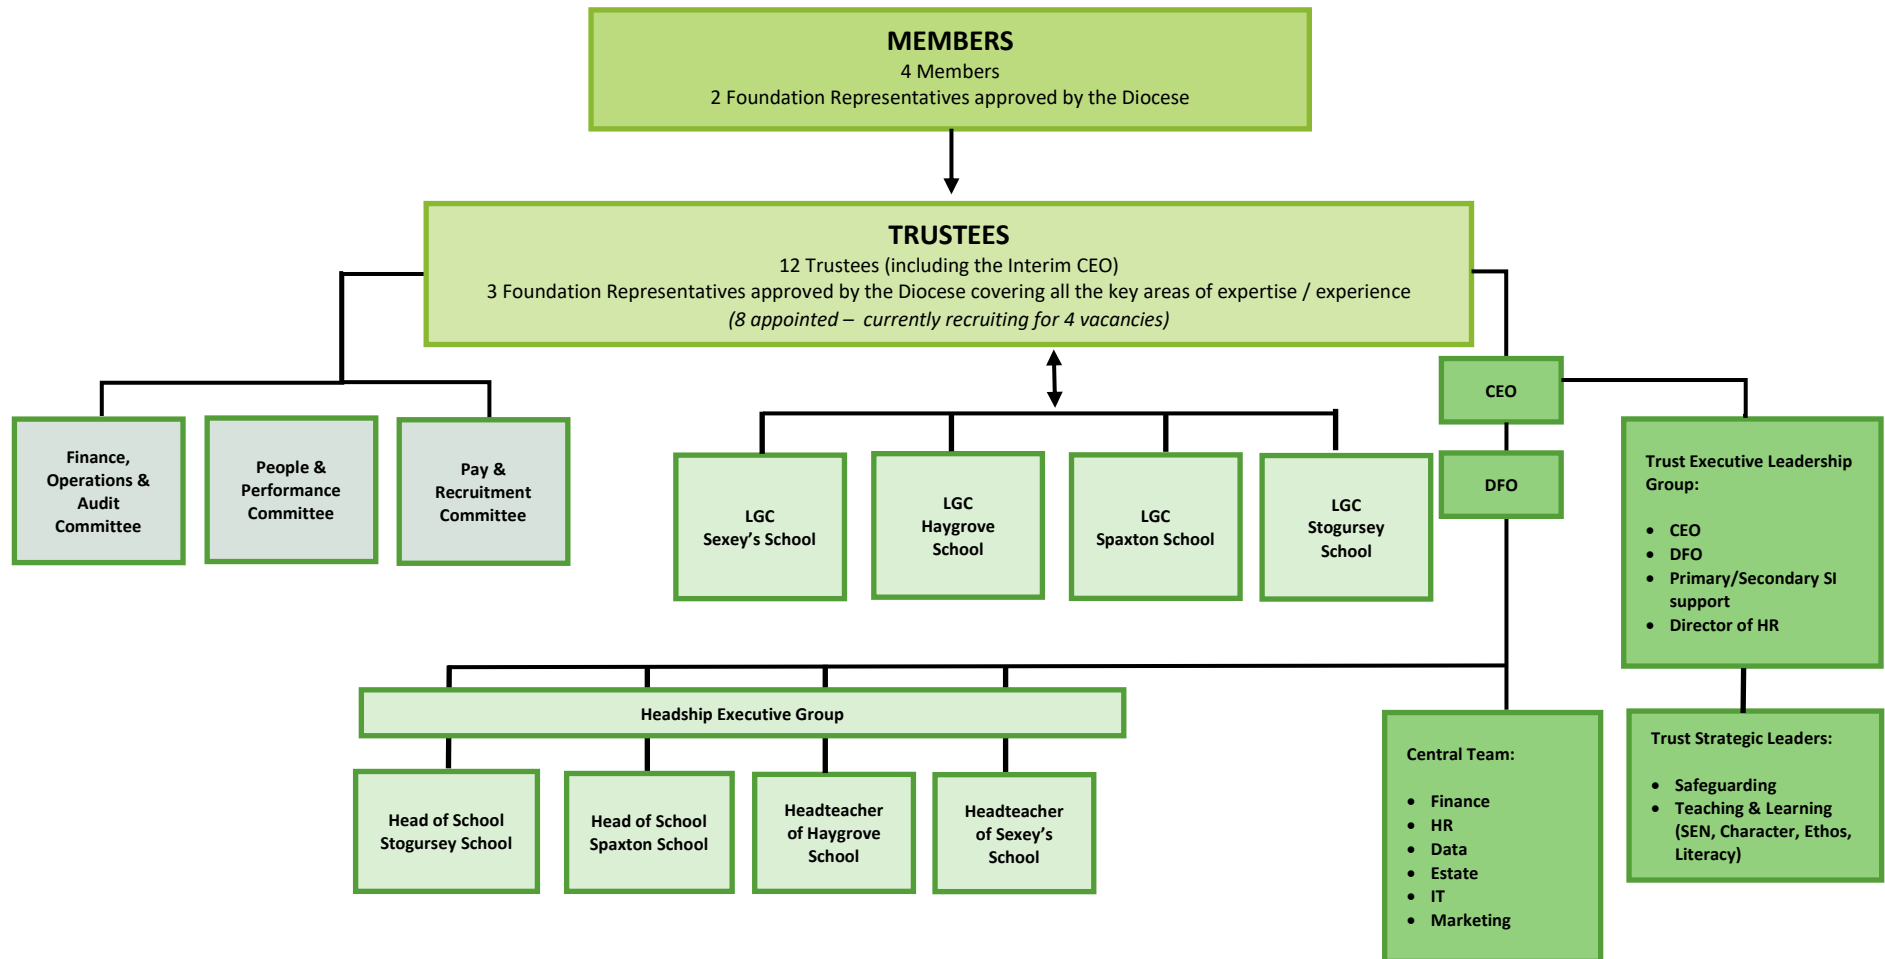 MEMBERS
4 Members
2 Foundation Representatives approved by the Diocese
TRUSTEES
12 Trustees (including the Interim CEO)
3 Foundation Representatives approved by the Diocese covering all the key areas of expertise / experience
(8 appointed – currently recruiting for 4 vacancies)
Finance,
Operations &
Audit
Committee
People &
Performance
Committee
Pay &
Recruitment
Committee
LGC
Sexey’s School
LGC
Haygrove
School
LGC
Spaxton School
LGC
Stogursey
School
CEO
DFO
Trust Executive Leadership
Group:
• CEO
• DFO
• Primary/Secondary SI
support
• Director of HR
Headship Executive Group
Head of School
Stogursey School
Head of School
Spaxton School
Headteacher
of Haygrove
School
Headteacher
of Sexey’s
School
Central Team:
• Finance
• HR
• Data
• Estate
• IT
• Marketing
Trust Strategic Leaders:
• Safeguarding
• Teaching & Learning
(SEN, Character, Ethos,
Literacy)